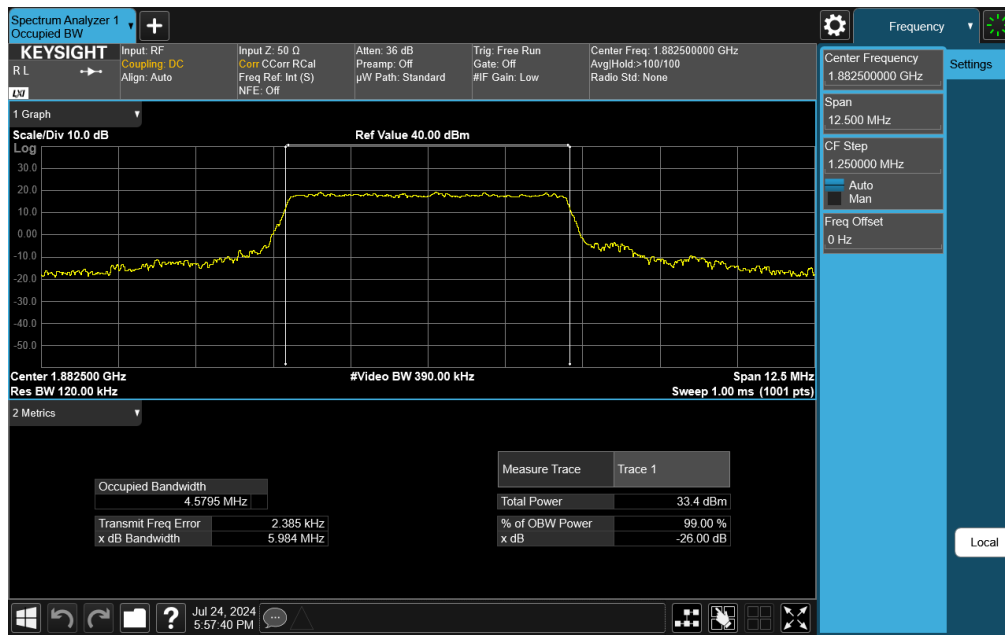 Spectrum Analyzer 1
Occupied BW
+
Frequency
KEYSIGHT
R L
LXI
Input: RF
Coupling: DC
Align: Auto
Input Z: 50 Ω
Corr CCorr RCal
Freq Ref: Int (S)
NFE: Off
Atten: 36 dB
Preamp: Off
µW Path: Standard
Trig: Free Run
Gate: Off
#IF Gain: Low
Center Freq: 1.882500000 GHz
Avg|Hold:>100/100
Radio Std: None
Center Frequency
1.882500000 GHz
Settings
Span
12.500 MHz
CF Step
1.250000 MHz
Auto
Man
Freq Offset
0 Hz
Local
1 Graph
Scale/Div 10.0 dB
Ref Value 40.00 dBm
Log
30.0
20.0
10.0
0.00
-10.0
-20.0
-30.0
-40.0
-50.0
Center 1.882500 GHz
#Video BW 390.00 kHz
Span 12.5 MHz
Res BW 120.00 kHz
Sweep 1.00 ms (1001 pts)
2 Metrics
Occupied Bandwidth
4.5795 MHz
Transmit Freq Error 2.385 kHz
x dB Bandwidth 5.984 MHz
Measure Trace Trace 1
Total Power 33.4 dBm
% of OBW Power 99.00 %
x dB -26.00 dB
?
Jul 24, 2024
5:57:40 PM